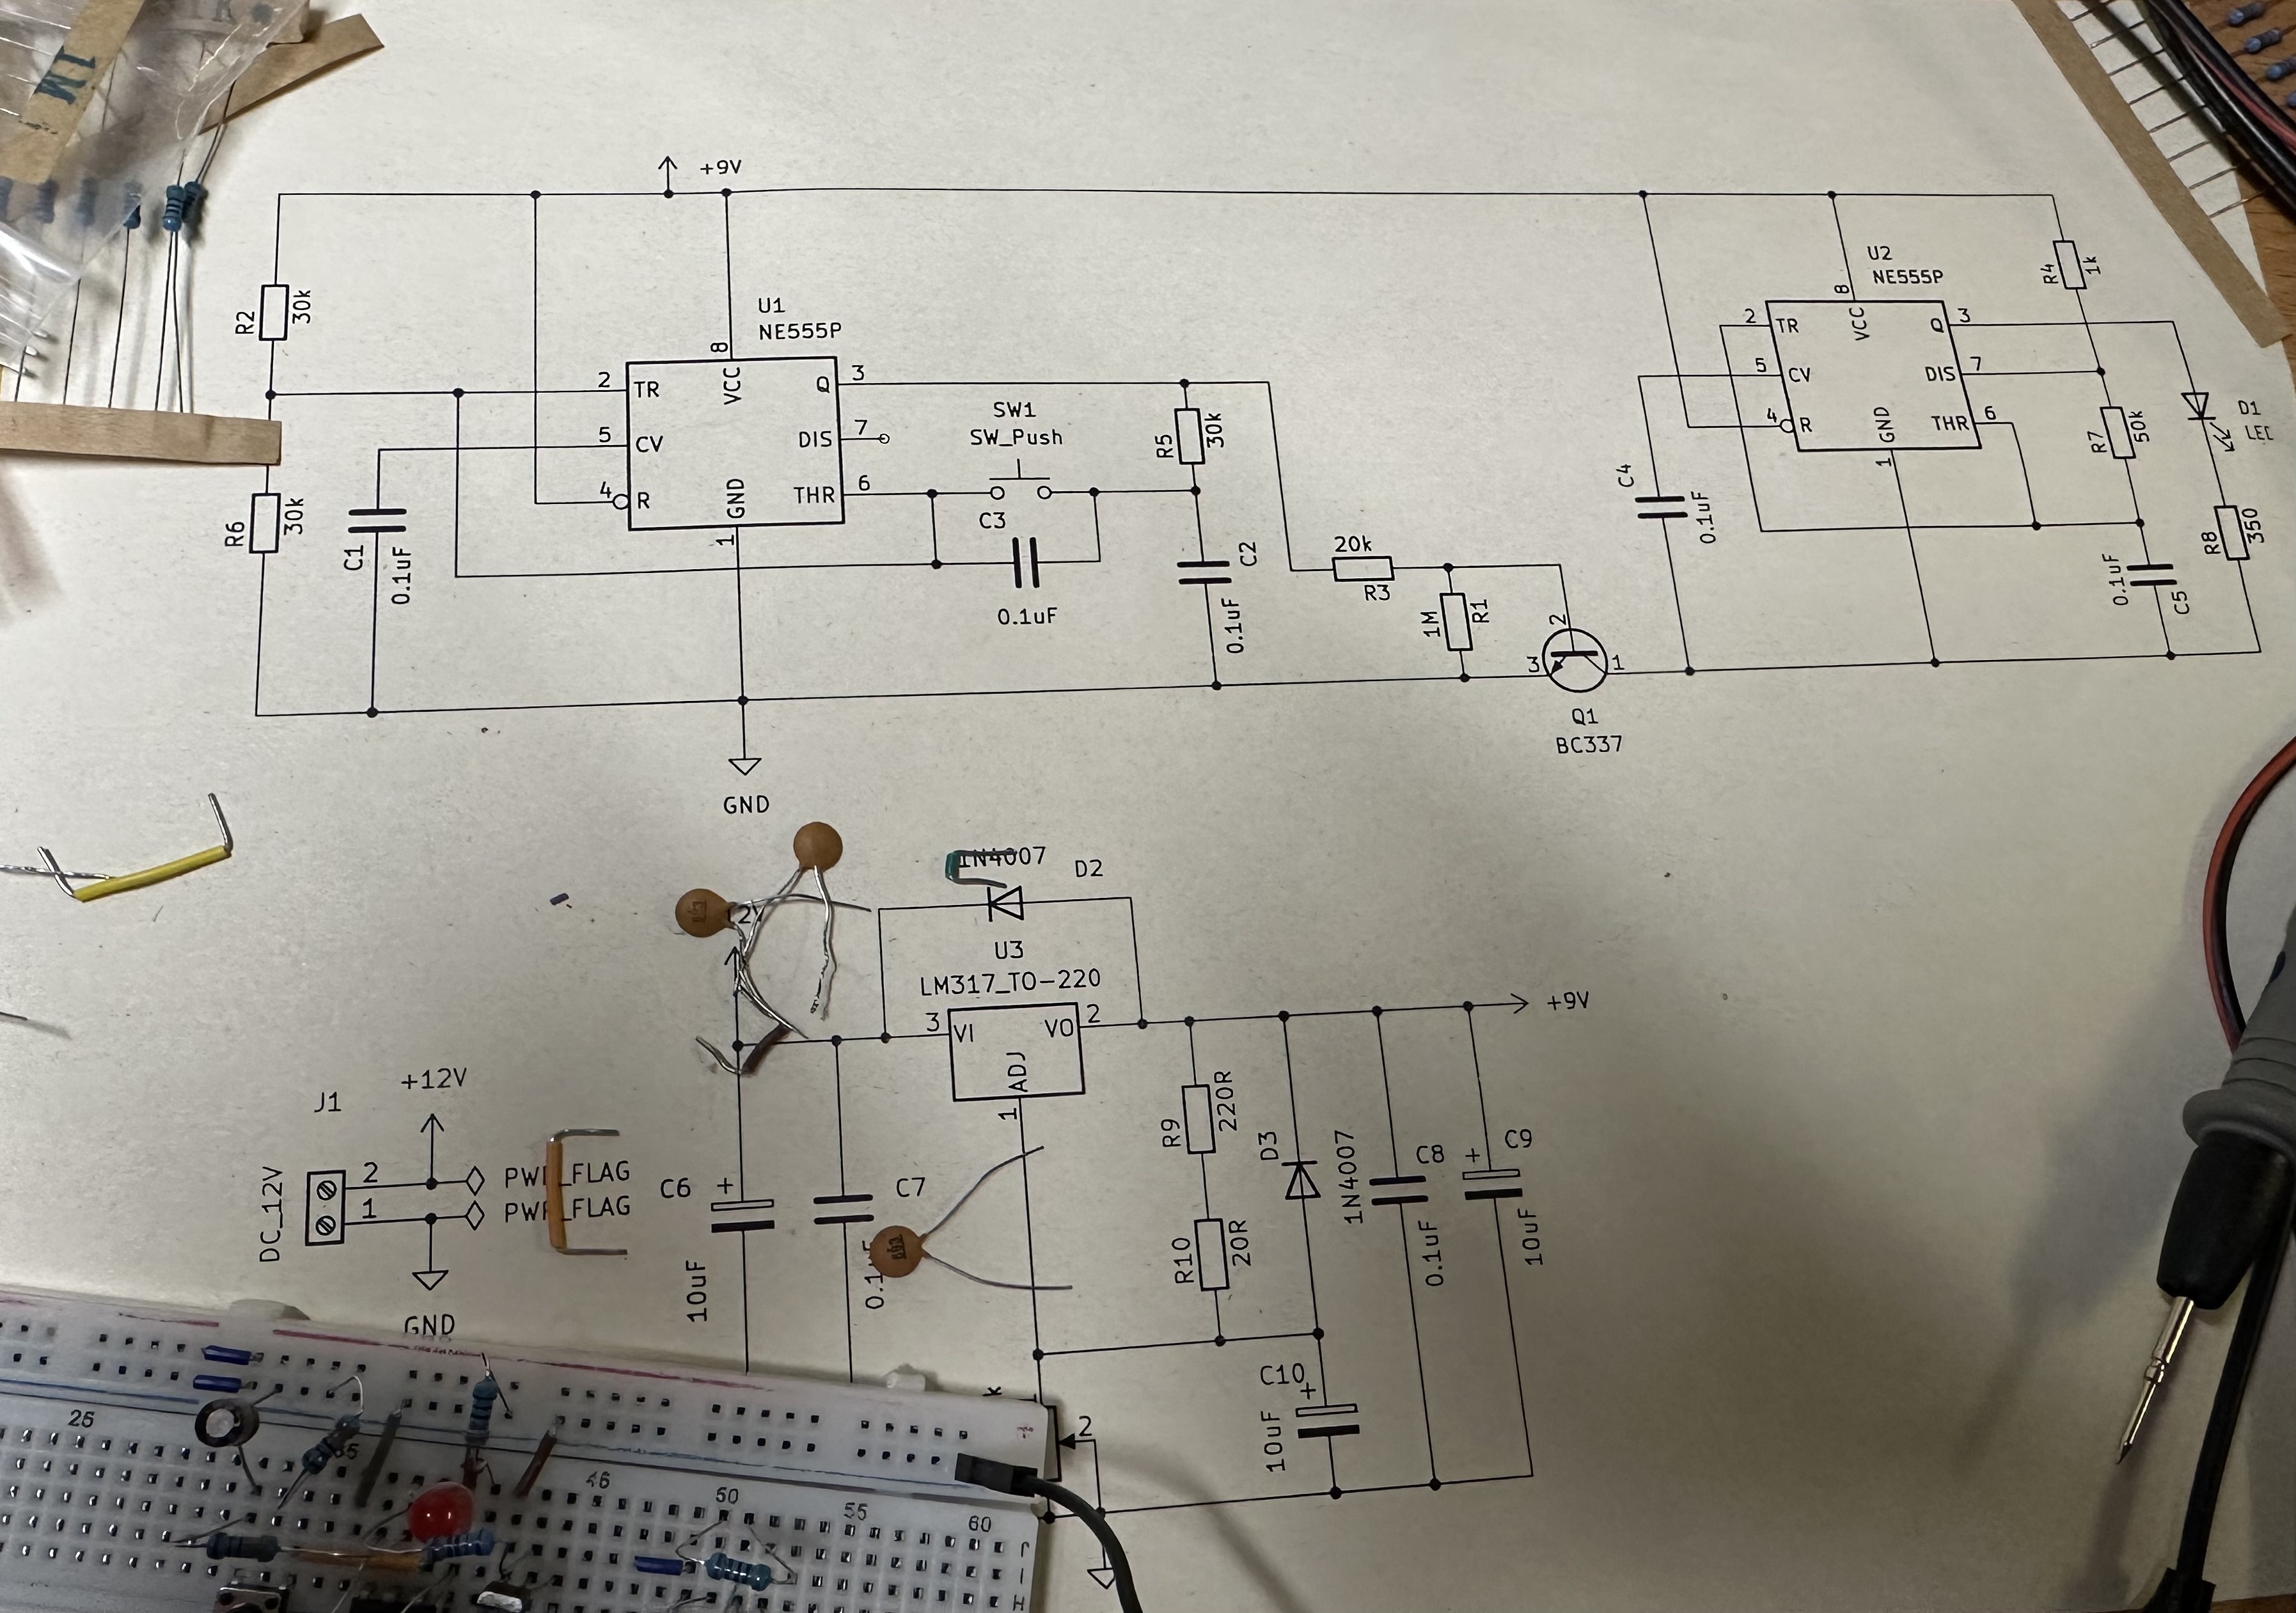 1M
+9V
R2
30k
U1
NE555P
8
VCC
2
TR
Q
3
5
CV
DIS
7
4
R
GND
THR
6
1
SW1
SW_Push
C3
0.1uF
R5
30k
R6
30k
C1
0.1uF
C2
0.1uF
20k
R3
1M
R1
2
3
1
Q1
BC337
GND
U2
NE555P
8
VCC
2
TR
Q
3
5
CV
DIS
7
4
R
GND
THR
6
1
R4
1k
R7
50k
D1
LED
R8
350
C4
0.1uF
0.1uF
C5
1N4007
D2
U3
LM317_TO-220
3
VI
VO
2
ADJ
1
+9V
J1
+12V
DC_12V
2
1
GND
C6
+
10uF
C7
R9
220R
R10
20R
D3
1N4007
C8
0.1uF
C9
+
10uF
C10
+
10uF
k
2
25
50
55
60